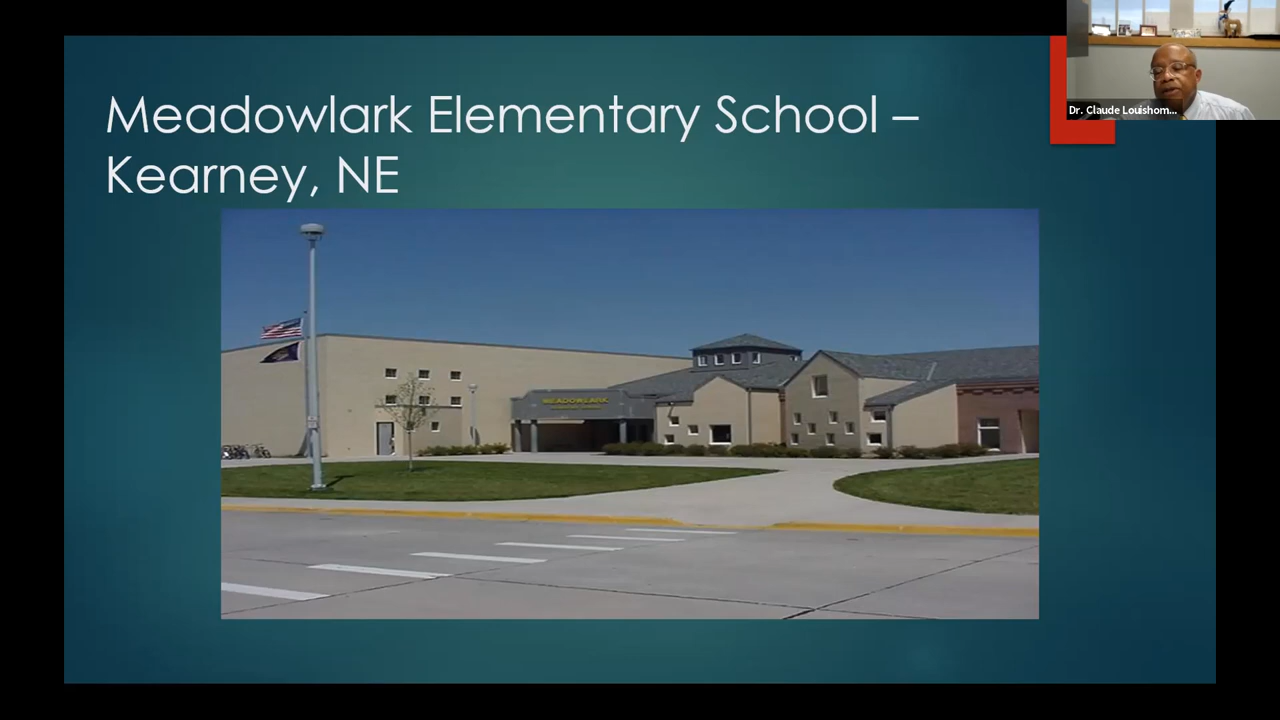 Meadowlark Elementary School –
Kearney, NE
Dr. Claude Louishom...
MEADOWLARK